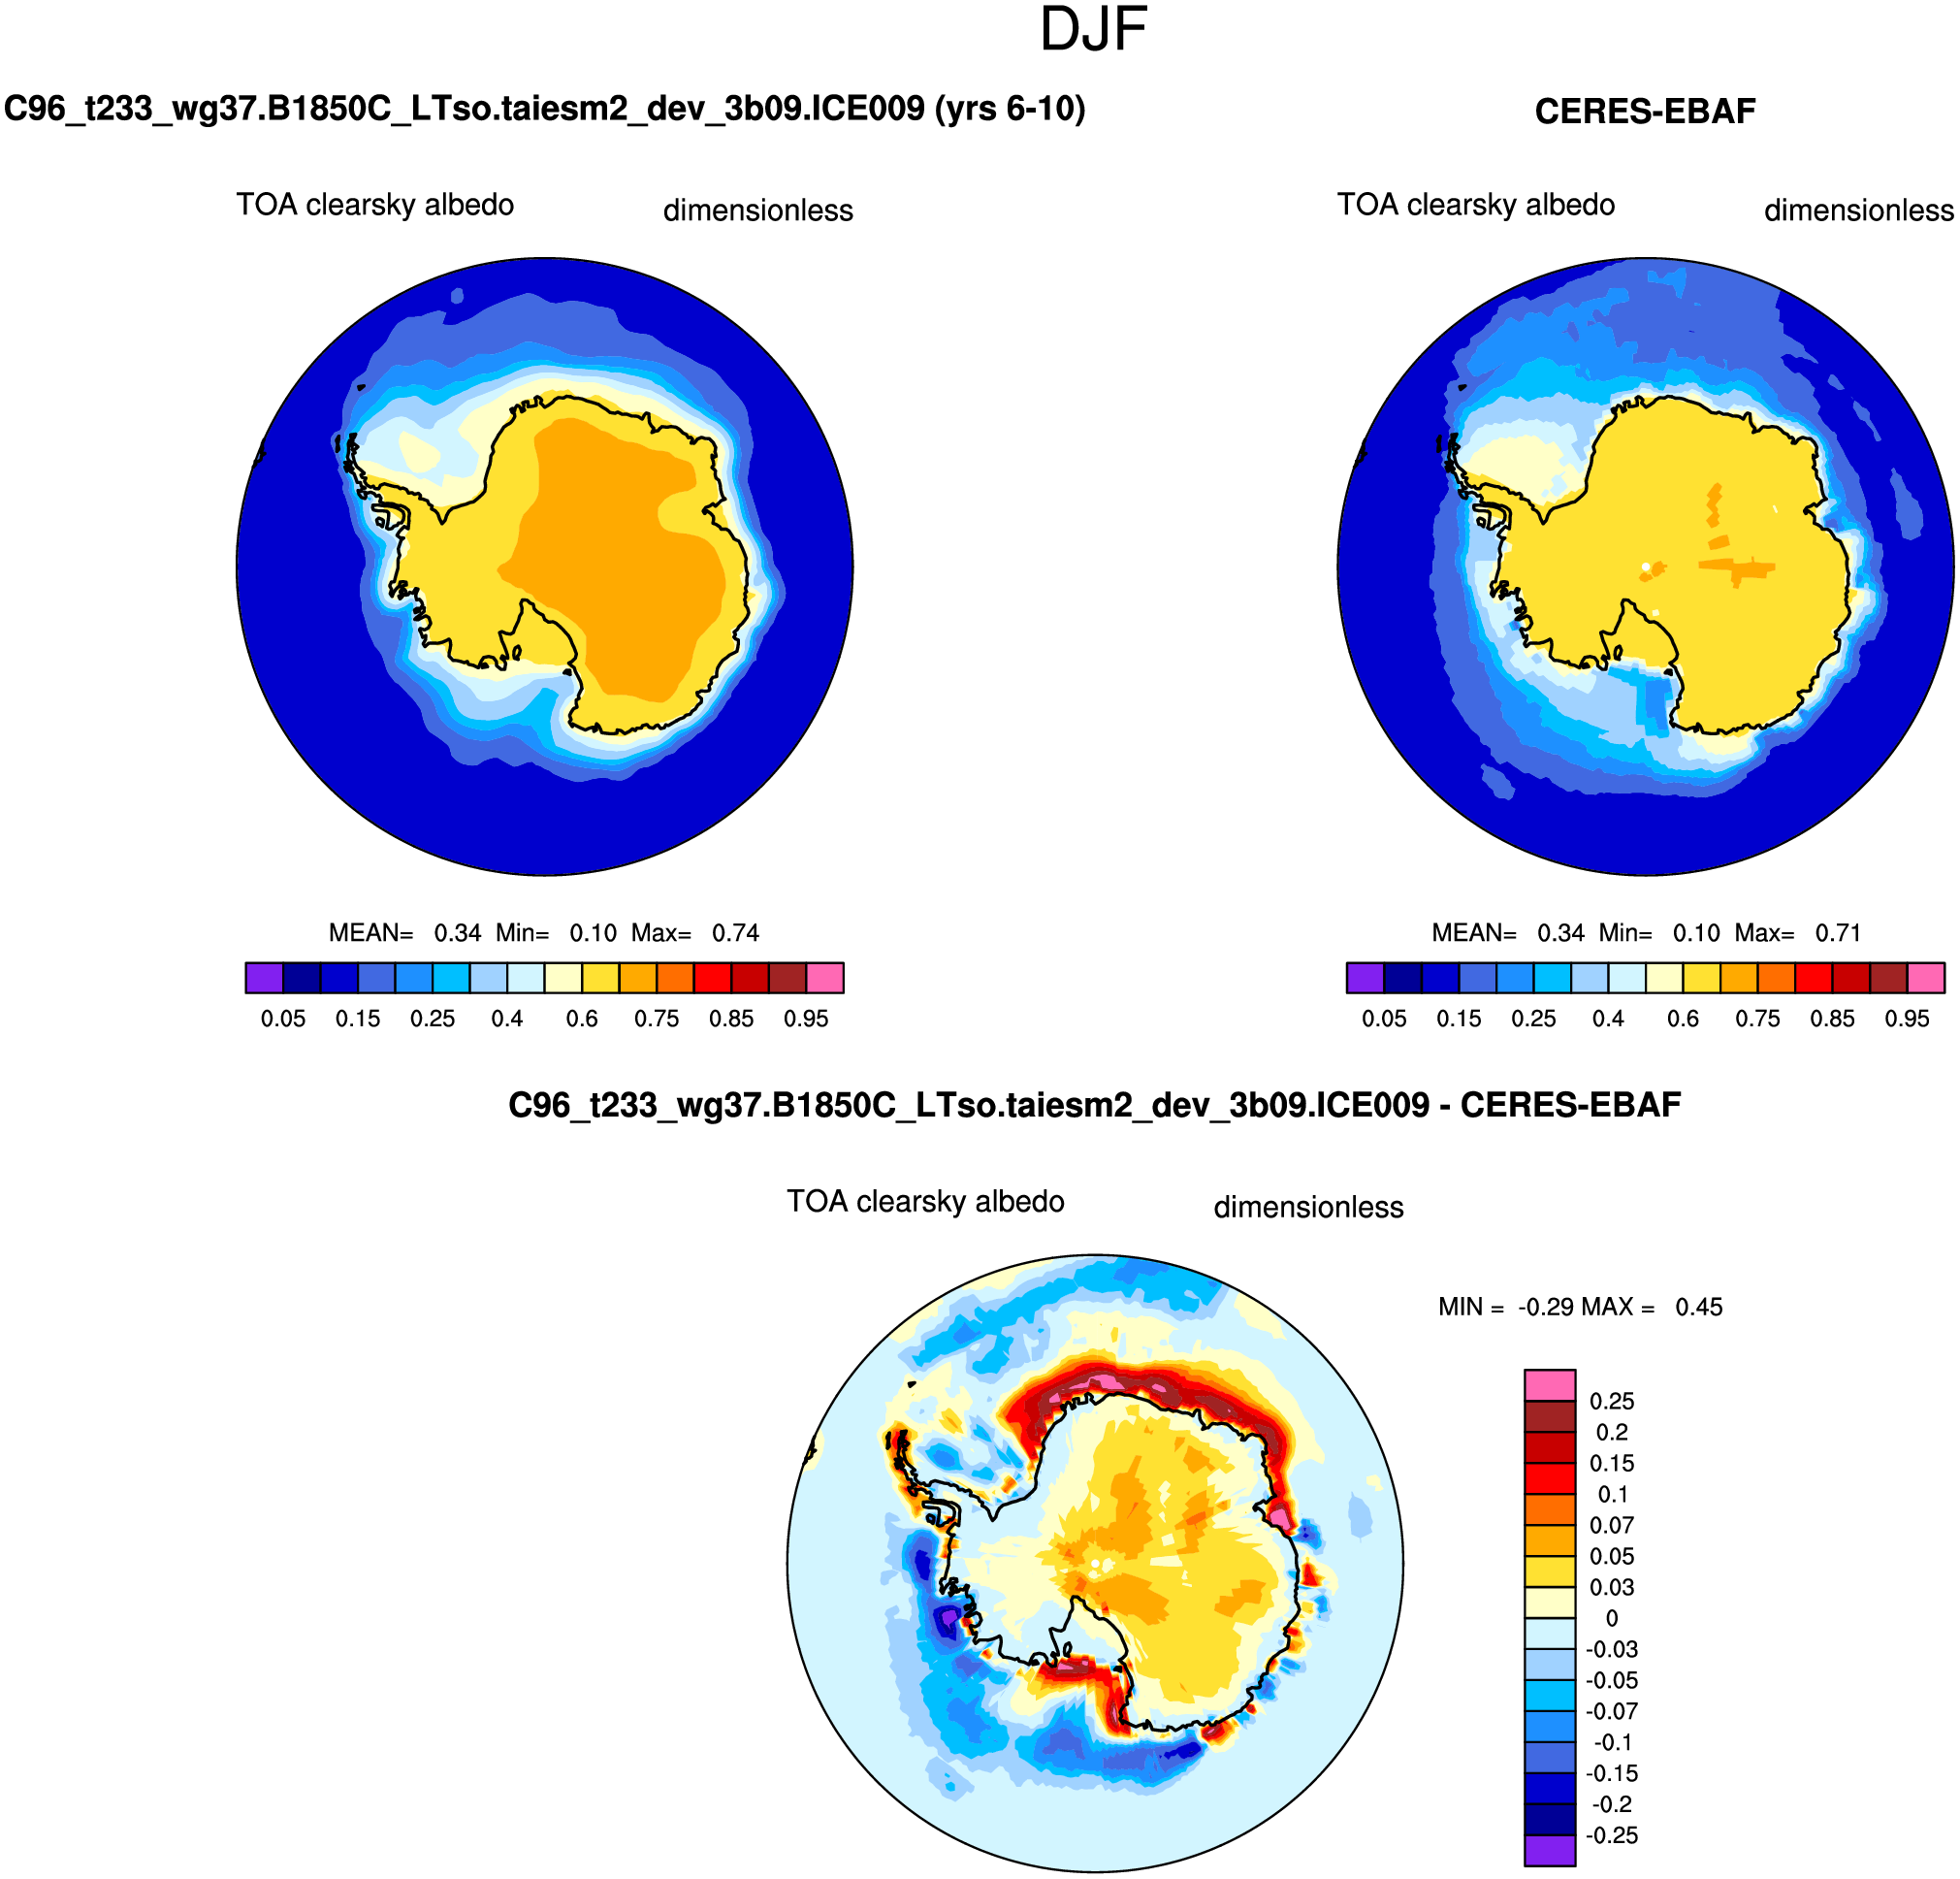 DJF
C96_t233_wg37.B1850C_LTso.taiesm2_dev_3b09.ICE009 (yrs 6-10)
CERES-EBAF
TOA clearsky albedo dimensionless
TOA clearsky albedo dimensionless
MEAN= 0.34 Min= 0.10 Max= 0.74
MEAN= 0.34 Min= 0.10 Max= 0.71
0.05 0.15 0.25 0.4 0.6 0.75 0.85 0.95
0.05 0.15 0.25 0.4 0.6 0.75 0.85 0.95
C96_t233_wg37.B1850C_LTso.taiesm2_dev_3b09.ICE009 - CERES-EBAF
TOA clearsky albedo dimensionless
MIN = -0.29 MAX = 0.45
0.25
0.2
0.15
0.1
0.07
0.05
0.03
0
-0.03
-0.05
-0.07
-0.1
-0.15
-0.2
-0.25